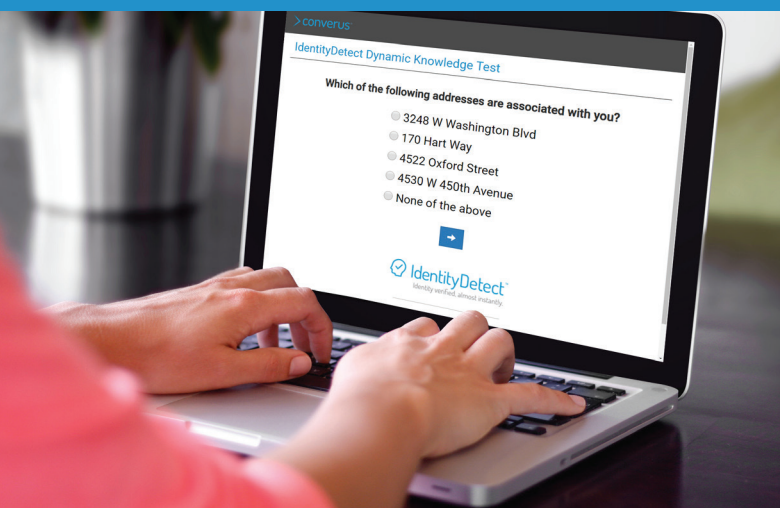 >converus
IdentityDetect Dynamic Knowledge Test
Which of the following addresses are associated with you?
3248 W Washington Blvd
170 Hart Way
4522 Oxford Street
4530 W 450th Avenue
None of the above
IdentityDetect™
Identity verified, almost instantly.